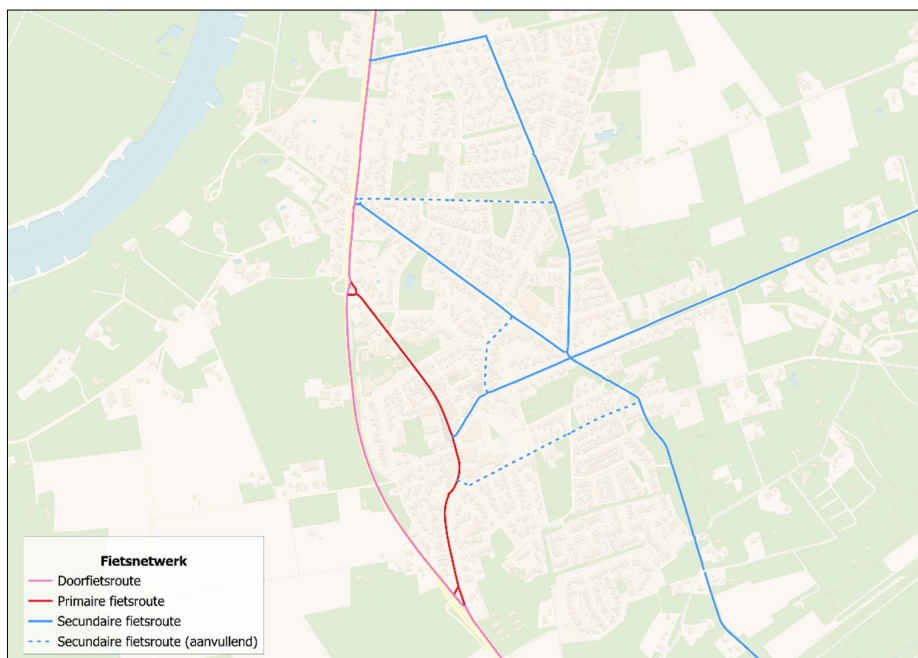 Fietsnetwerk
Doorfietsroute
Primaire fietsroute
Secundaire fietsroute
Secundaire fietsroute (aanvullend)